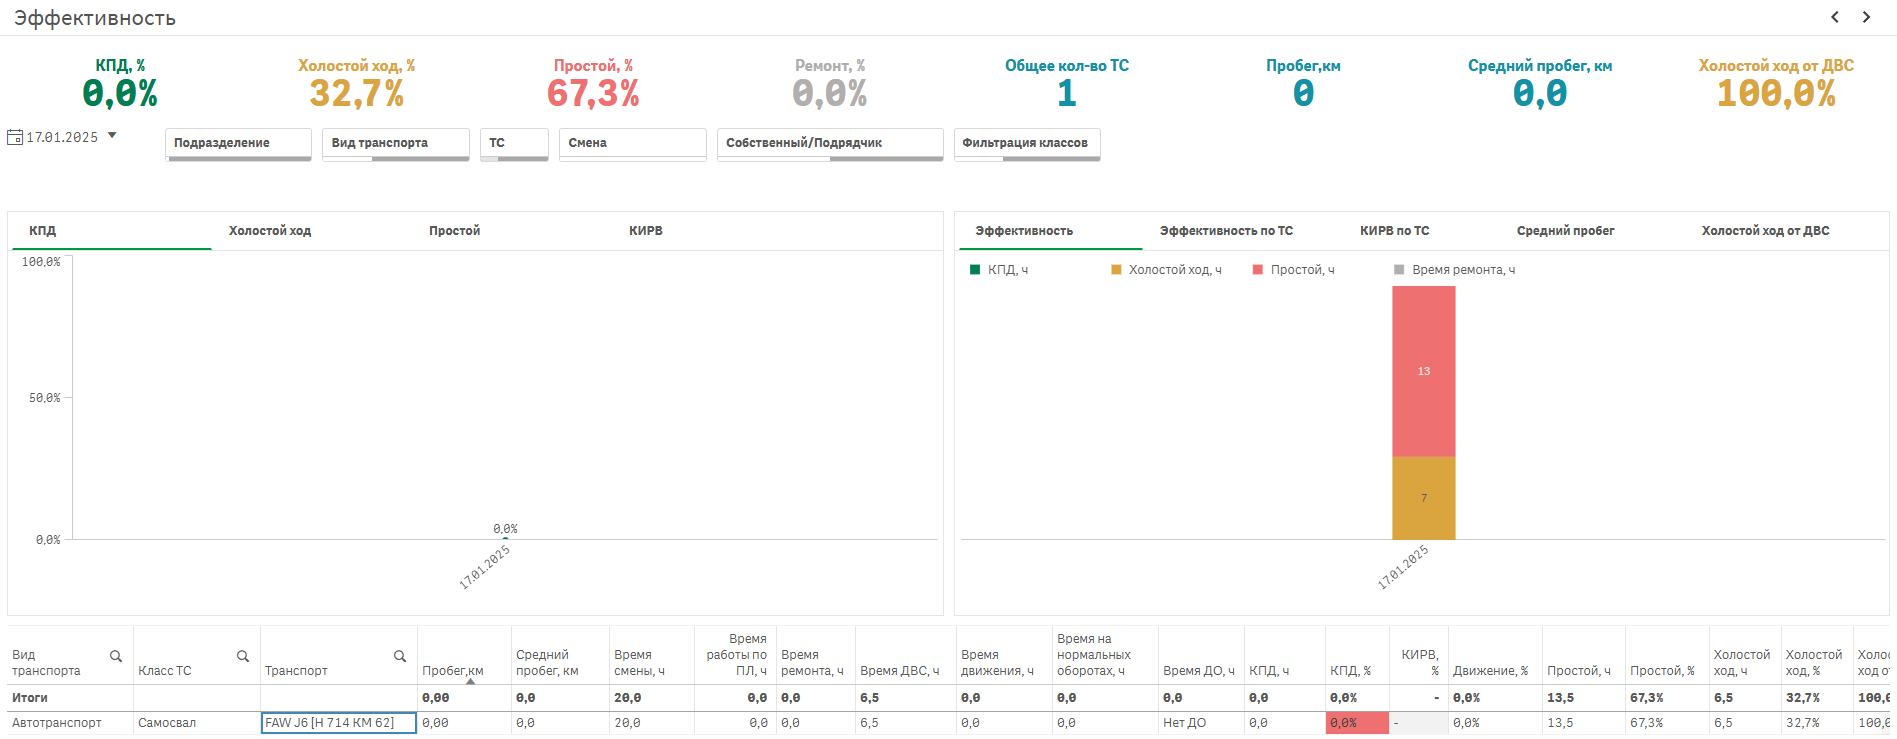 Эффективность
КПД, %
0,0%
Холостой ход, %
32,7%
Простой, %
67,3%
Ремонт, %
0,0%
Общее кол-во ТС
1
Пробег,км
0
Средний пробег, км
0,0
Холостой ход от ДВС
100,0%
17.01.2025
Подразделение
Вид транспорта
ТС
Смена
Собственный/Подрядчик
Фильтрация классов
КПД
Холостой ход
Простой
КИРВ
100,0%
50,0%
0,0%
0,0%
17.01.2025
Эффективность
Эффективность по ТС
КИРВ по ТС
Средний пробег
Холостой ход от ДВС
КПД, ч
Холостой ход, ч
Простой, ч
Время ремонта, ч
13
7
17.01.2025
Вид
транспорта
Класс ТС
Транспорт
Пробег,км
Средний
пробег, км
Время
смены, ч
Время
работы по
ПЛ, ч
Время
ремонта, ч
Время ДВС, ч
Время
движения, ч
Время на
нормальных
оборотах, ч
Время ДО, ч
КПД, ч
КПД, %
КИРВ,
%
Движение, %
Простой, ч
Простой, %
Холостой
ход, ч
Холостой
ход, %
Холос
ход от
Итоги 0,00 0,0 20,0 0,0 0,0 6,5 0,0 0,0 0,0 0,0 0,0% - 0,0% 13,5 67,3% 6,5 32,7% 100,0
Автотранспорт Самосвал FAW J6 [Н 714 КМ 62] 0,00 0,0 20,0 0,0 0,0 6,5 0,0 0,0 Нет ДО 0,0 0,0% - 0,0% 13,5 67,3% 6,5 32,7% 100,0